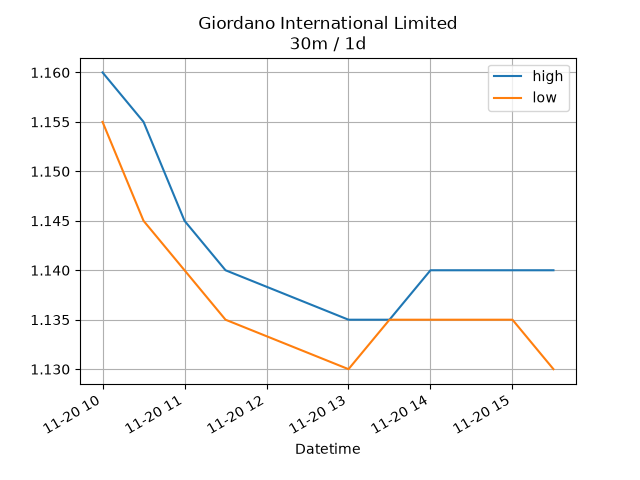 Giordano International Limited
30m / 1d
high
low
1.160
1.155
1.150
1.145
1.140
1.135
1.130
11-20 10
11-20 11
11-20 12
11-20 13
11-20 14
11-20 15
Datetime